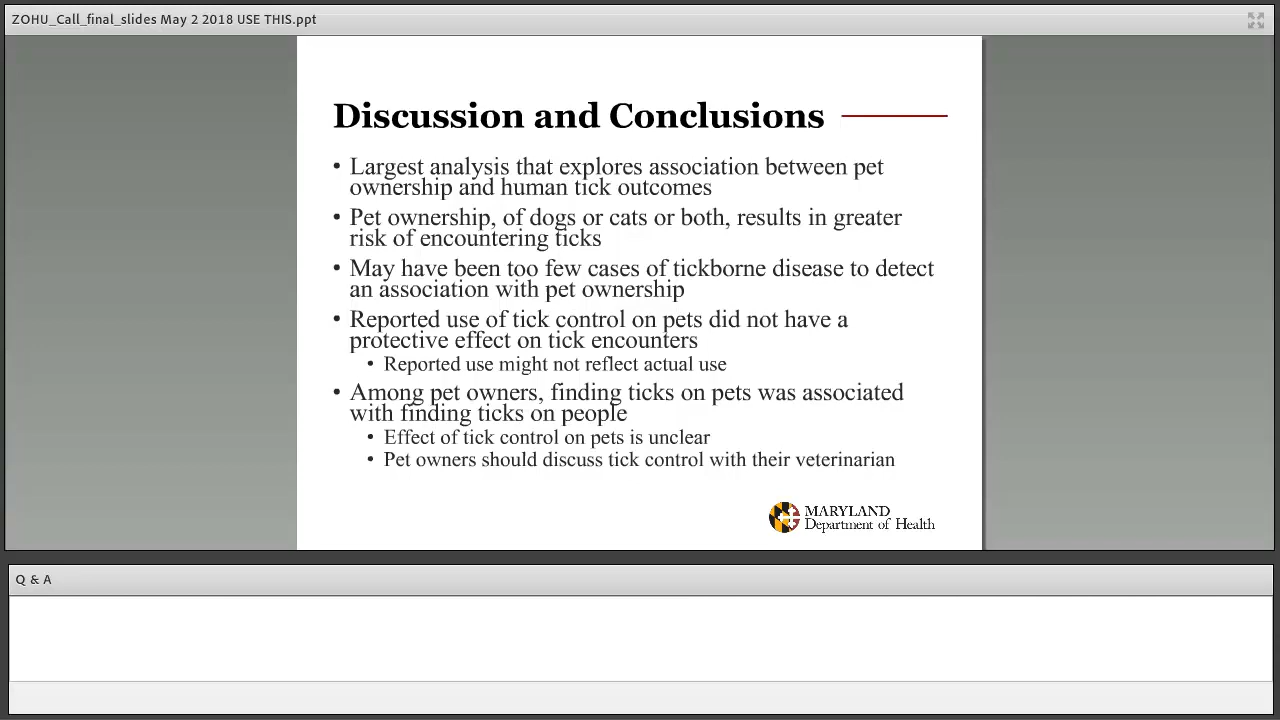 ZOHU_Call_final_slides May 2 2018 USE THIS.ppt
Discussion and Conclusions
• Largest analysis that explores association between pet
ownership and human tick outcomes
• Pet ownership, of dogs or cats or both, results in greater
risk of encountering ticks
• May have been too few cases of tickborne disease to detect
an association with pet ownership
• Reported use of tick control on pets did not have a
protective effect on tick encounters
• Reported use might not reflect actual use
• Among pet owners, finding ticks on pets was associated
with finding ticks on people
• Effect of tick control on pets is unclear
• Pet owners should discuss tick control with their veterinarian
MARYLAND
Department of Health
Q & A